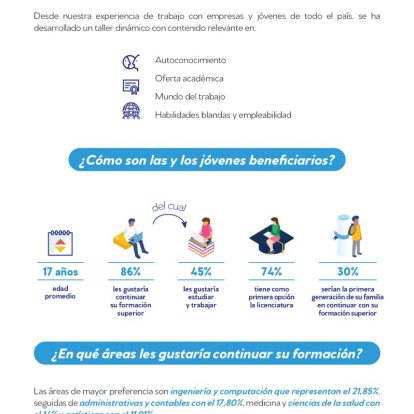 Desde nuestra experiencia de trabajo con empresas y jóvenes de todo el país, se ha
desarrollado un taller dinámico con contenido relevante en:
Autoconocimiento
Oferta académica
Mundo del trabajo
Habilidades blandas y empleabilidad
¿Cómo son las y los jóvenes beneficiarios?
del cual
17 años
edad
promedio
86%
les gustaría
continuar
su formación
superior
45%
les gustaría
estudiar
y trabajar
74%
tiene como
primera opción
la licenciatura
30%
serían la primera
generación de su familia
en continuar con su
formación superior
¿En qué áreas les gustaría continuar su formación?
Las áreas de mayor preferencia son ingeniería y computación que representan el 21,85%,
seguidas de administrativas y contables con el 17,80%, medicina y ciencias de la salud con